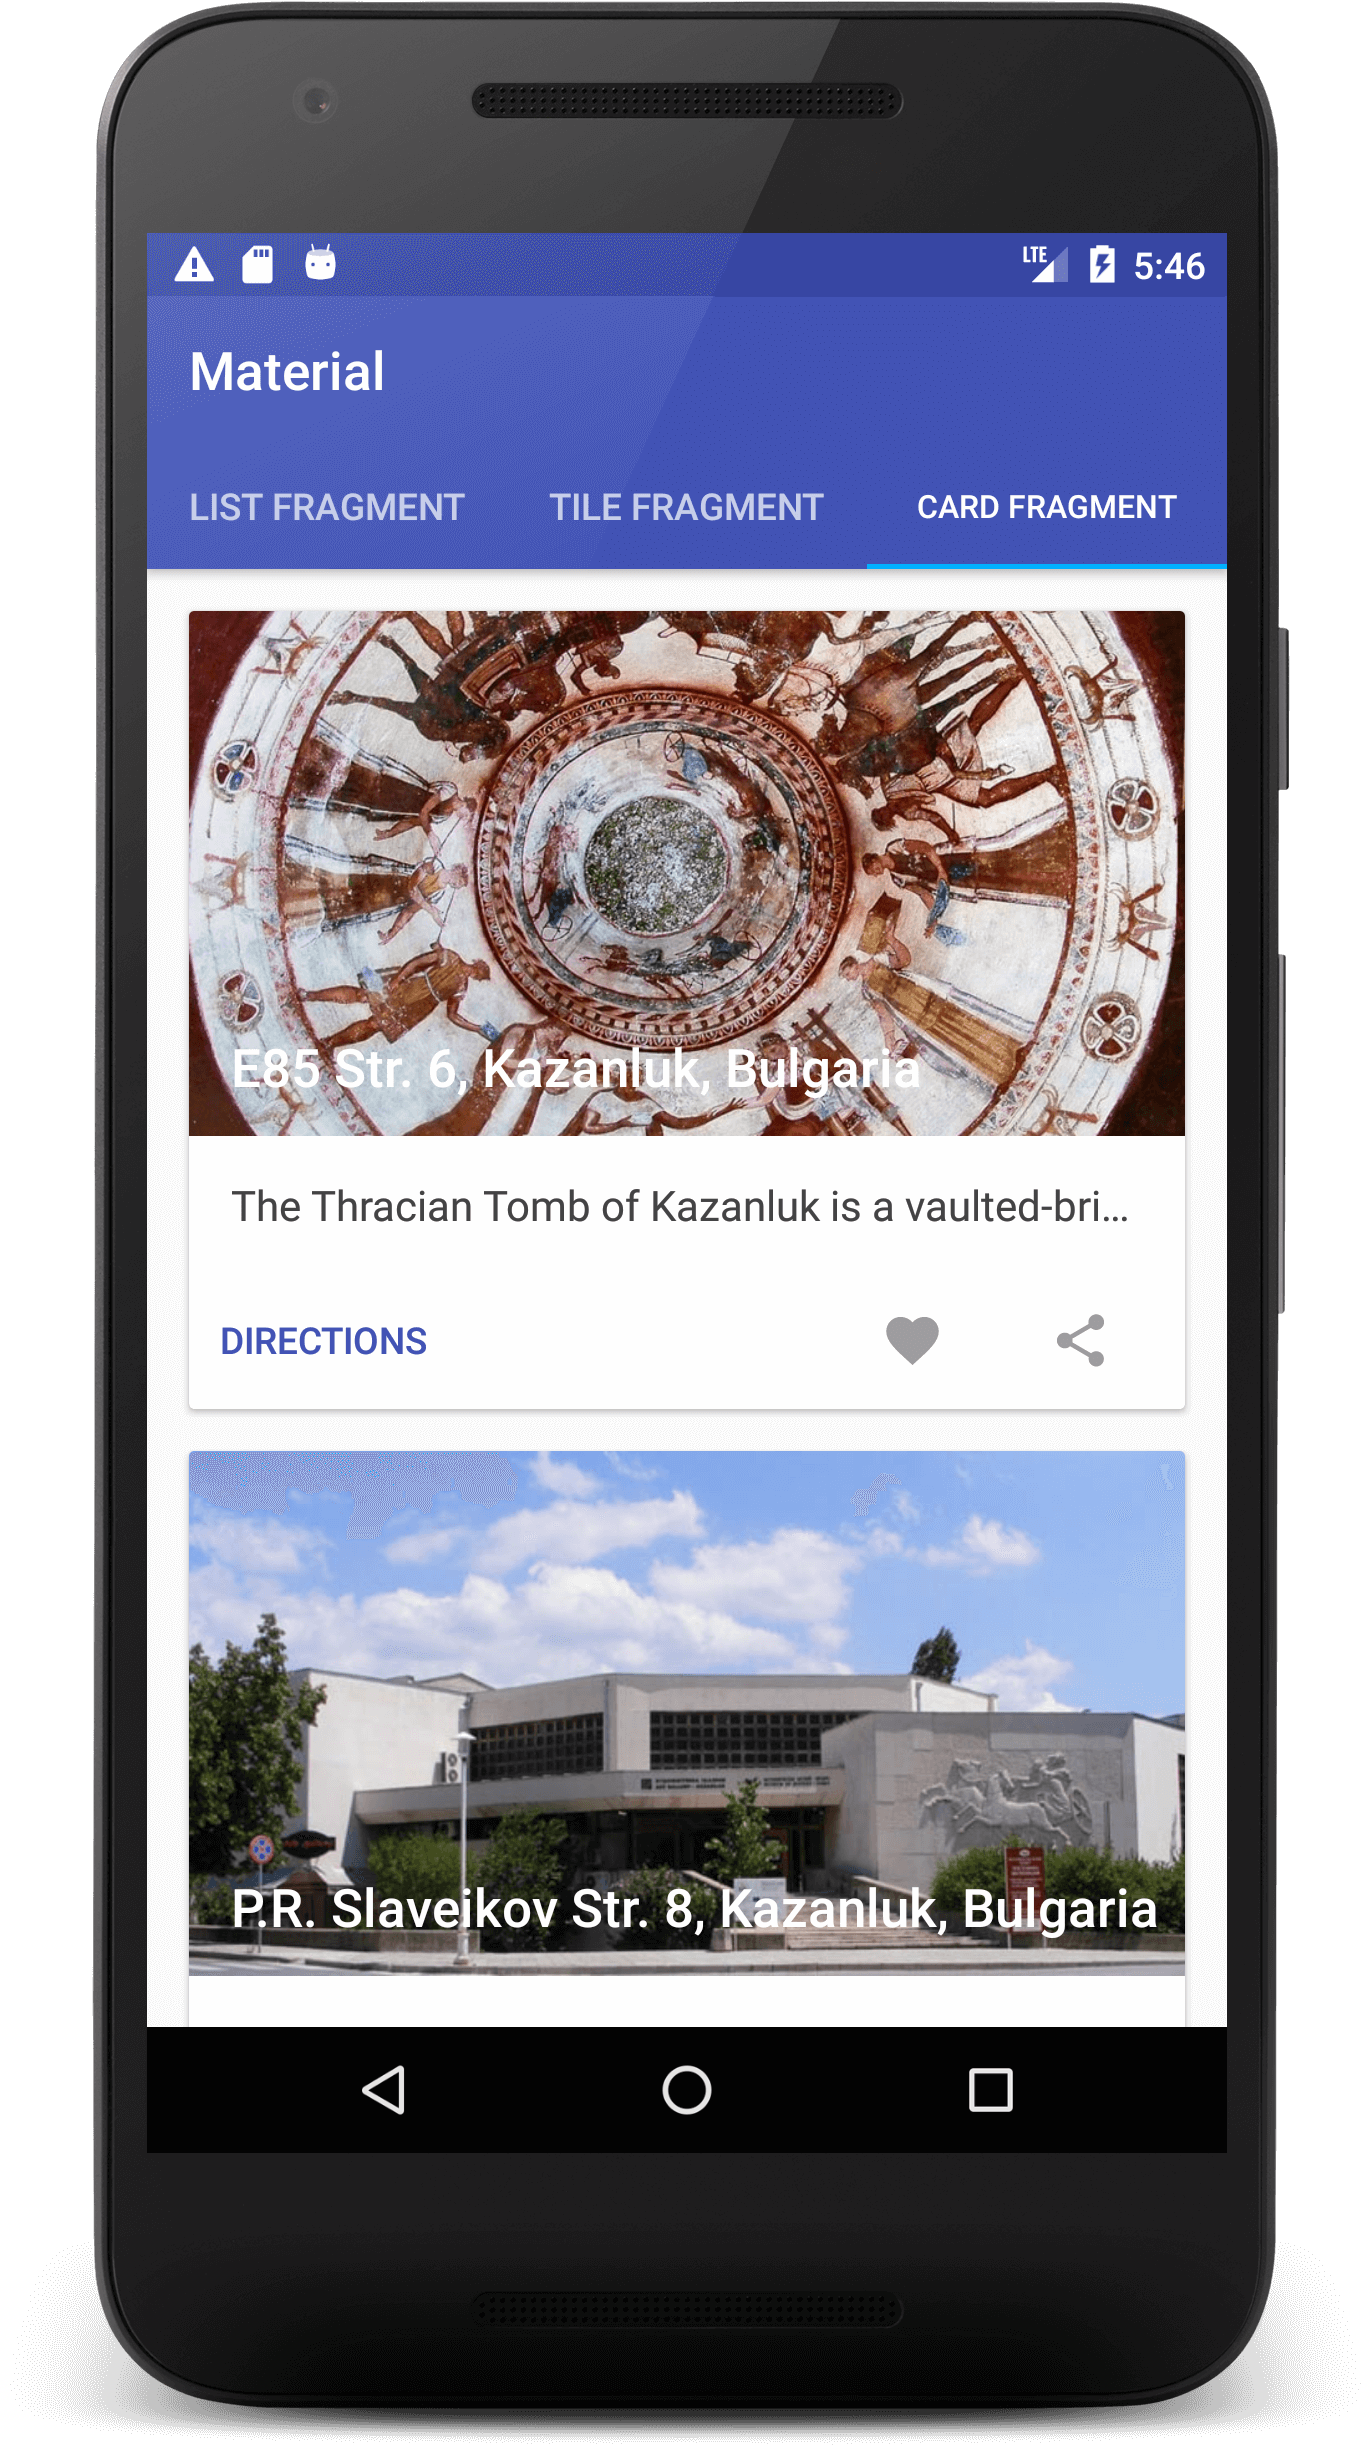 LTE 5:46
Material
LIST FRAGMENT TILE FRAGMENT CARD FRAGMENT
E85 Str. 6, Kazanluk, Bulgaria
The Thracian Tomb of Kazanluk is a vaulted-bri…
DIRECTIONS
P.R. Slaveikov Str. 8, Kazanluk, Bulgaria